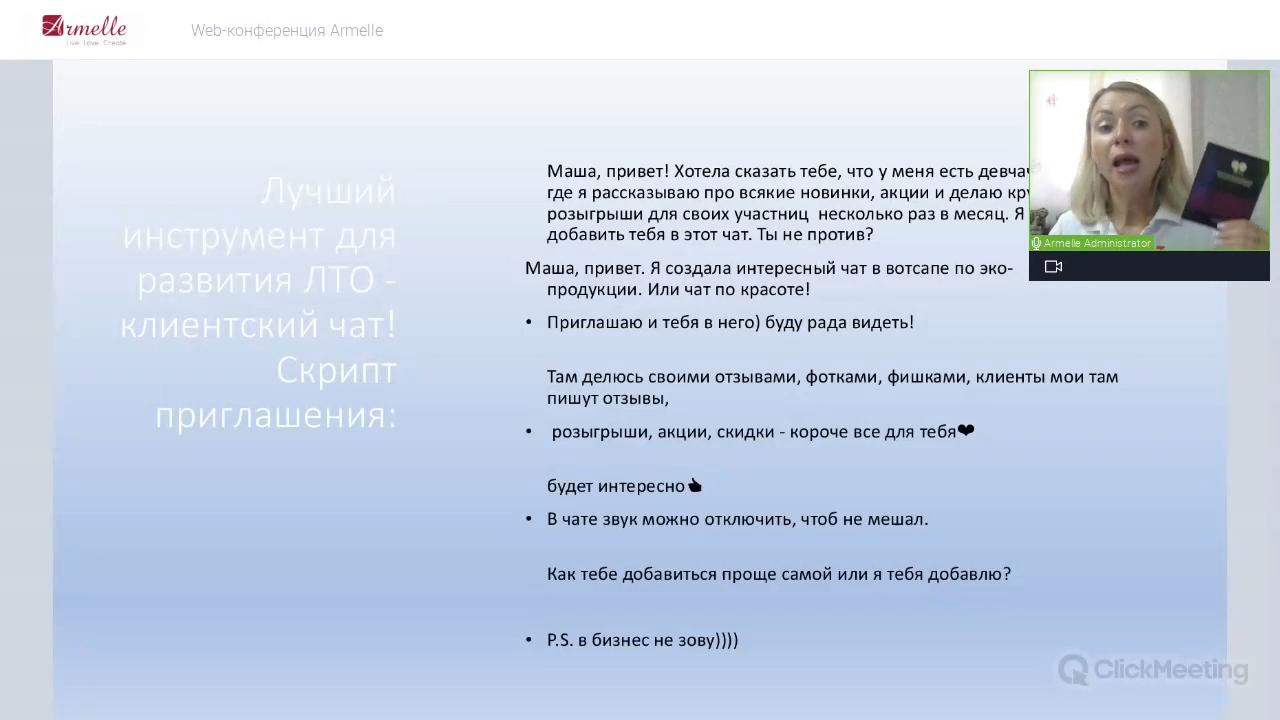 Armelle
Live Love Create
Web-конференция Armelle
Лучший
инструмент для
развития ЛТО -
клиентский чат!
Скрипт
приглашения:
Маша, привет! Хотела сказать тебе, что у меня есть
где я рассказываю про всякие новинки, акции и делаю
розыгрыши для своих участниц несколько раз в месяц. Я
добавить тебя в этот чат. Ты не против?
Маша, привет. Я создала интересный чат в вотсапе по эко-
продукции. Или чат по красоте!
• Приглашаю и тебя в него) буду рада видеть!
Там делюсь своими отзывами, фотками, фишками, клиенты мои там
пишут отзывы,
• розыгрыши, акции, скидки - короче все для тебя❤
будет интересно👍
• В чате звук можно отключить, чтоб не мешал.
Как тебе добавиться проще самой или я тебя добавлю?
• P.S. в бизнес не зову))))
Armelle Administrator
ClickMeeting